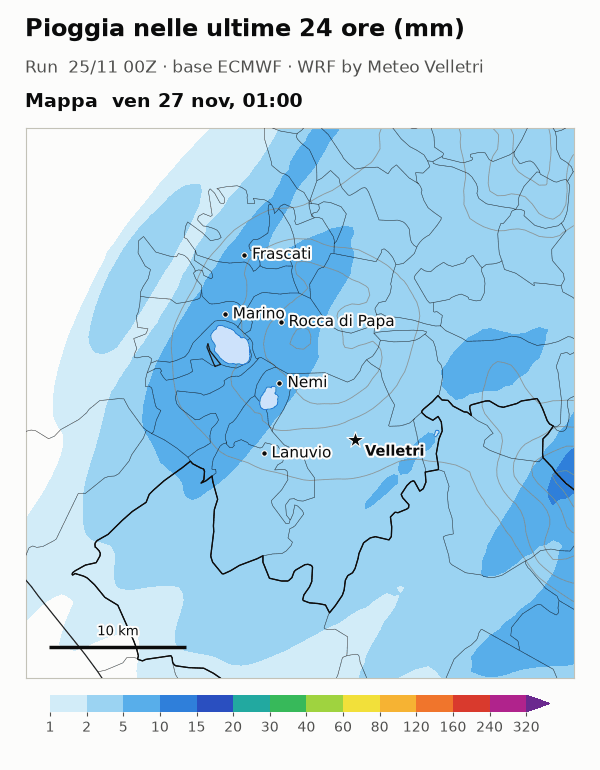 Pioggia nelle ultime 24 ore (mm)
Run  25/11 00Z · base ECMWF · WRF by Meteo Velletri
Mappa  ven 27 nov, 01:00
Frascati
Marino
Rocca di Papa
Nemi
Velletri
Lanuvio
10 km
1 2 5 10 15 20 30 40 60 80 120 160 240 320